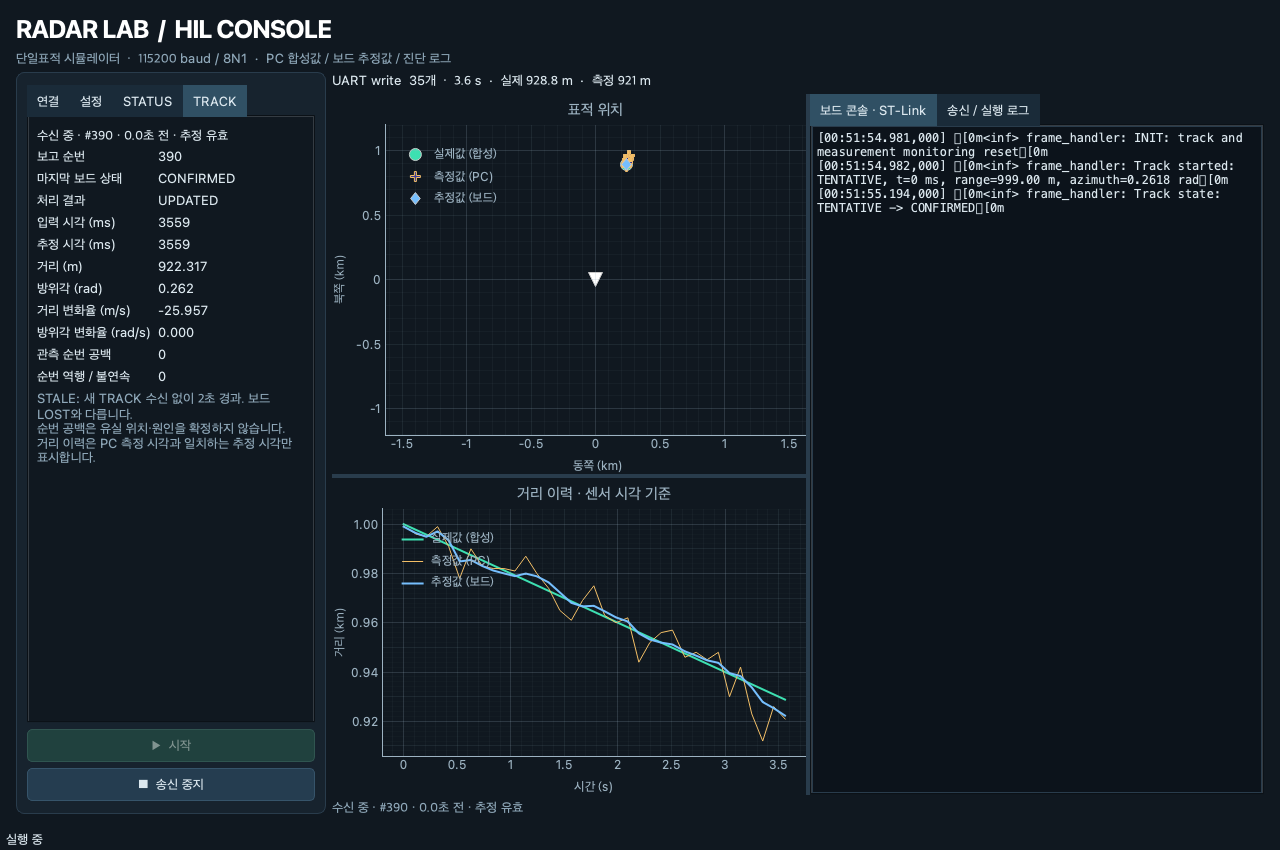 RADAR LAB / HIL CONSOLE
단일표적 시뮬레이터 · 115200 baud / 8N1 · PC 합성값 / 보드 추정값 / 진단 로그
연결 설정 STATUS TRACK
수신 중 · #390 · 0.0초 전 · 추정 유효
보고 순번 390
마지막 보드 상태 CONFIRMED
처리 결과 UPDATED
입력 시각 (ms) 3559
추정 시각 (ms) 3559
거리 (m) 922.317
방위각 (rad) 0.262
거리 변화율 (m/s) -25.957
방위각 변화율 (rad/s) 0.000
관측 순번 공백 0
순번 역행 / 불연속 0
STALE: 새 TRACK 수신 없이 2초 경과. 보드
LOST와 다릅니다.
순번 공백은 유실 위치·원인을 확정하지 않습니다.
거리 이력은 PC 측정 시각과 일치하는 추정 시각만
표시합니다.
▶ 시작
■ 송신 중지
실행 중
UART write 35개 · 3.6 s · 실제 928.8 m · 측정 921 m
표적 위치
실제값 (합성)
측정값 (PC)
추정값 (보드)
북쪽 (km)
1
0.5
0
-0.5
-1
-1.5 -1 -0.5 0 0.5 1 1.5
동쪽 (km)
거리 이력 · 센서 시각 기준
실제값 (합성)
측정값 (PC)
추정값 (보드)
거리 (km)
1.00
0.98
0.96
0.94
0.92
0 0.5 1 1.5 2 2.5 3 3.5
시간 (s)
수신 중 · #390 · 0.0초 전 · 추정 유효
보드 콘솔 · ST-Link 송신 / 실행 로그
[00:51:54.981,000] □[0m<inf> frame_handler: INIT: track and
measurement monitoring reset□[0m
[00:51:54.982,000] □[0m<inf> frame_handler: Track started:
TENTATIVE, t=0 ms, range=999.00 m, azimuth=0.2618 rad□[0m
[00:51:55.194,000] □[0m<inf> frame_handler: Track state:
TENTATIVE -> CONFIRMED□[0m